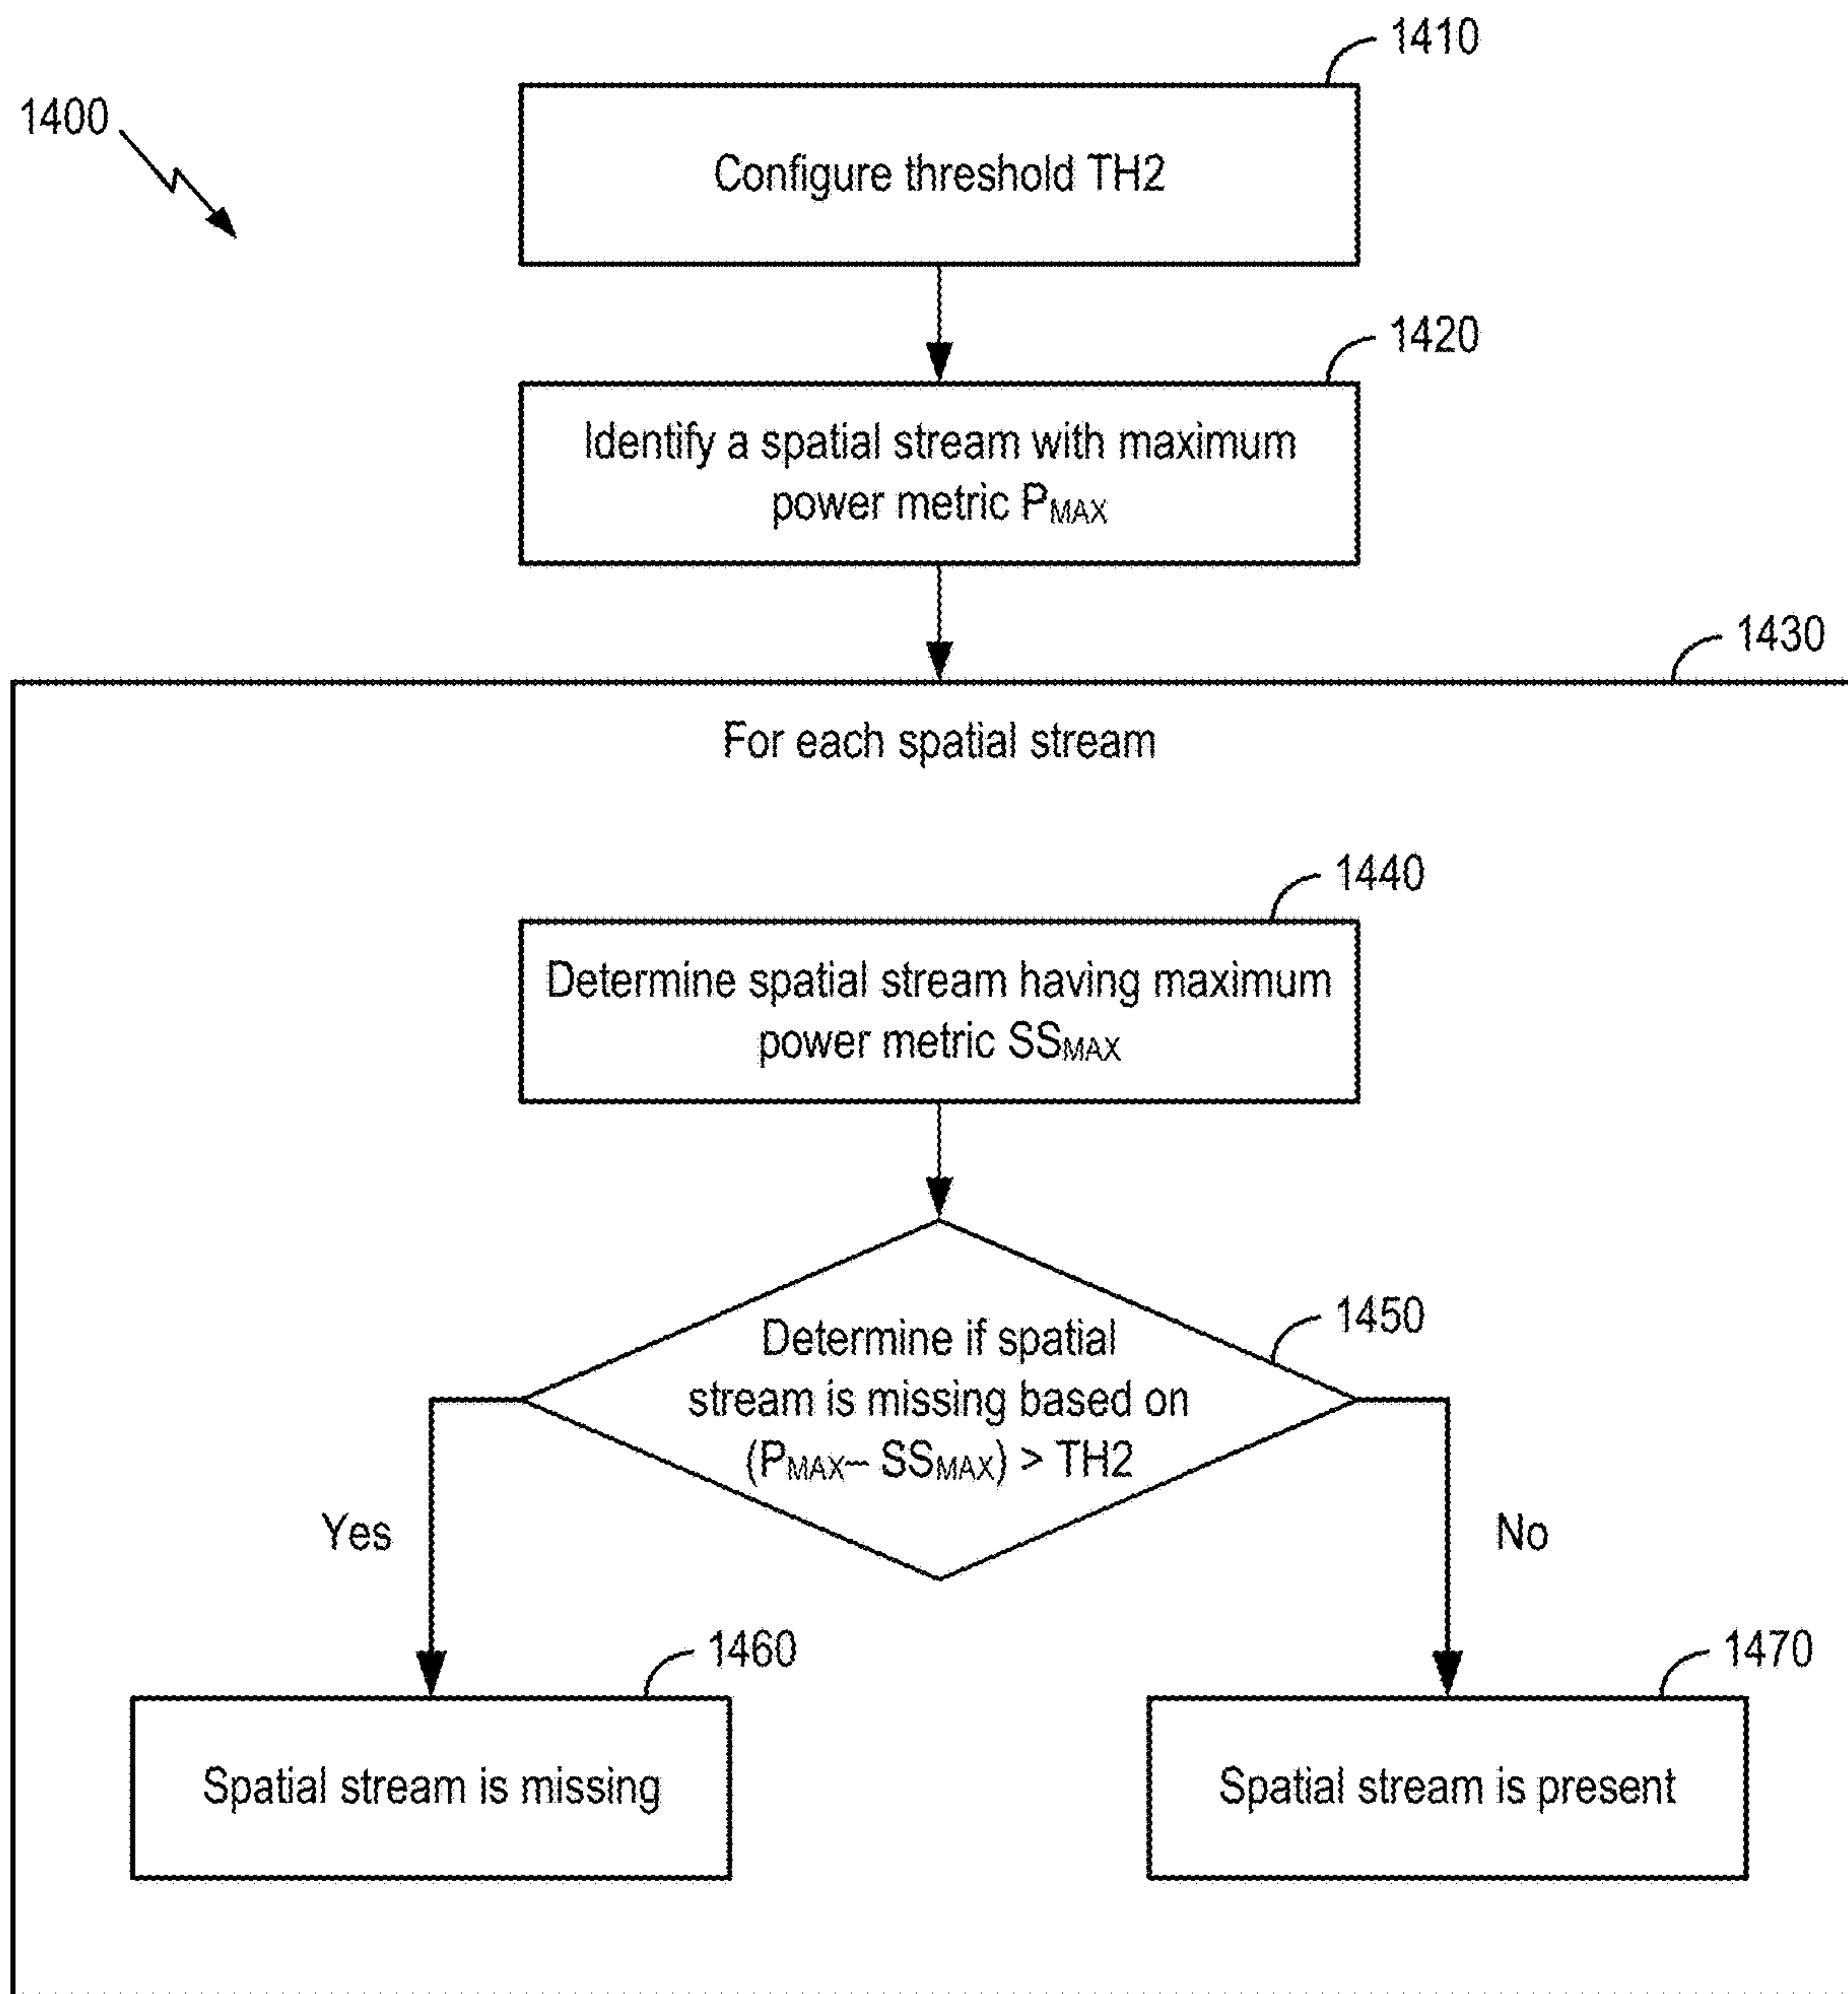 1400
1410
Configure threshold TH2
1420
Identify a spatial stream with maximum
power metric PMAX
1430
For each spatial stream
1440
Determine spatial stream having maximum
power metric SSMAX
1450
Determine if spatial
stream is missing based on
(PMAX– SSMAX) > TH2
Yes
No
1460
Spatial stream is missing
1470
Spatial stream is present